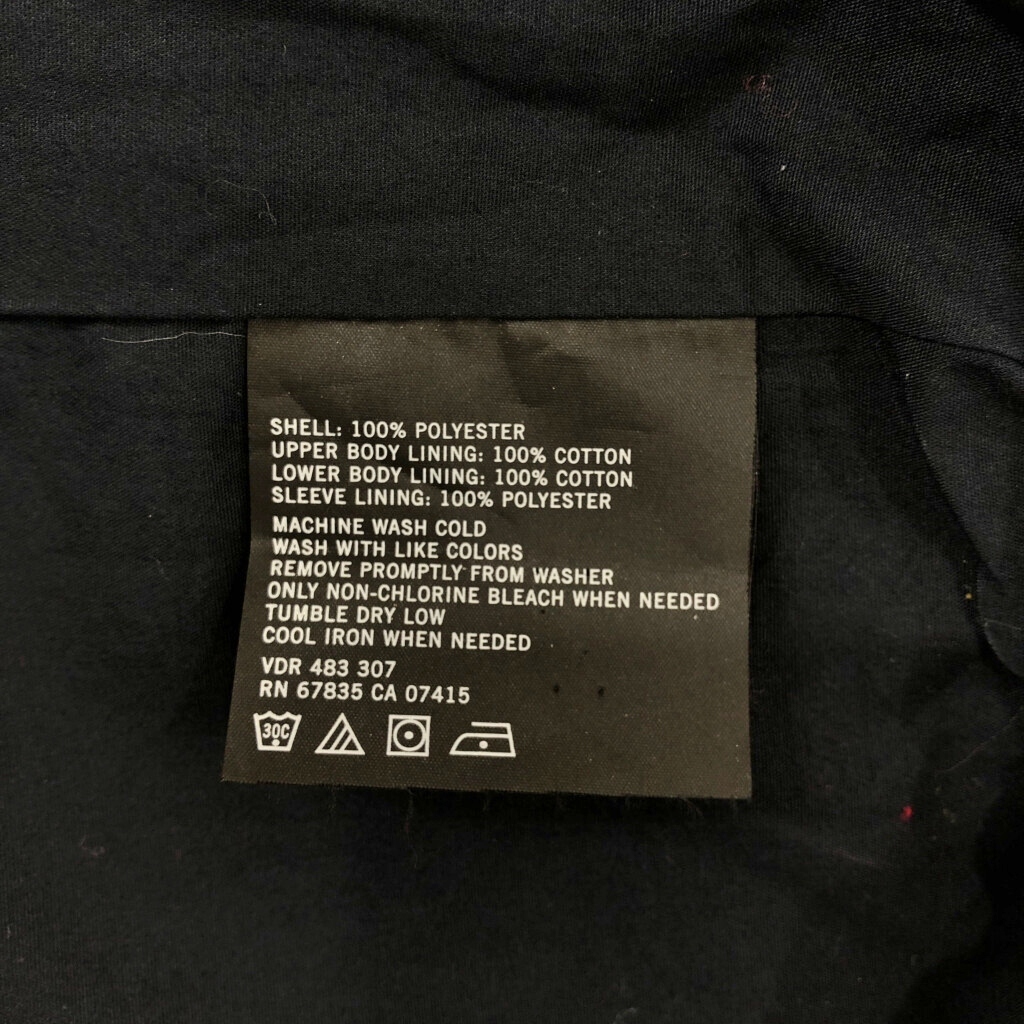 SHELL: 100% POLYESTER
UPPER BODY LINING: 100% COTTON
LOWER BODY LINING: 100% COTTON
SLEEVE LINING: 100% POLYESTER
MACHINE WASH COLD
WASH WITH LIKE COLORS
REMOVE PROMPTLY FROM WASHER
ONLY NON-CHLORINE BLEACH WHEN NEEDED
TUMBLE DRY LOW
COOL IRON WHEN NEEDED
VDR 483 307
RN 67835 CA 07415
30C